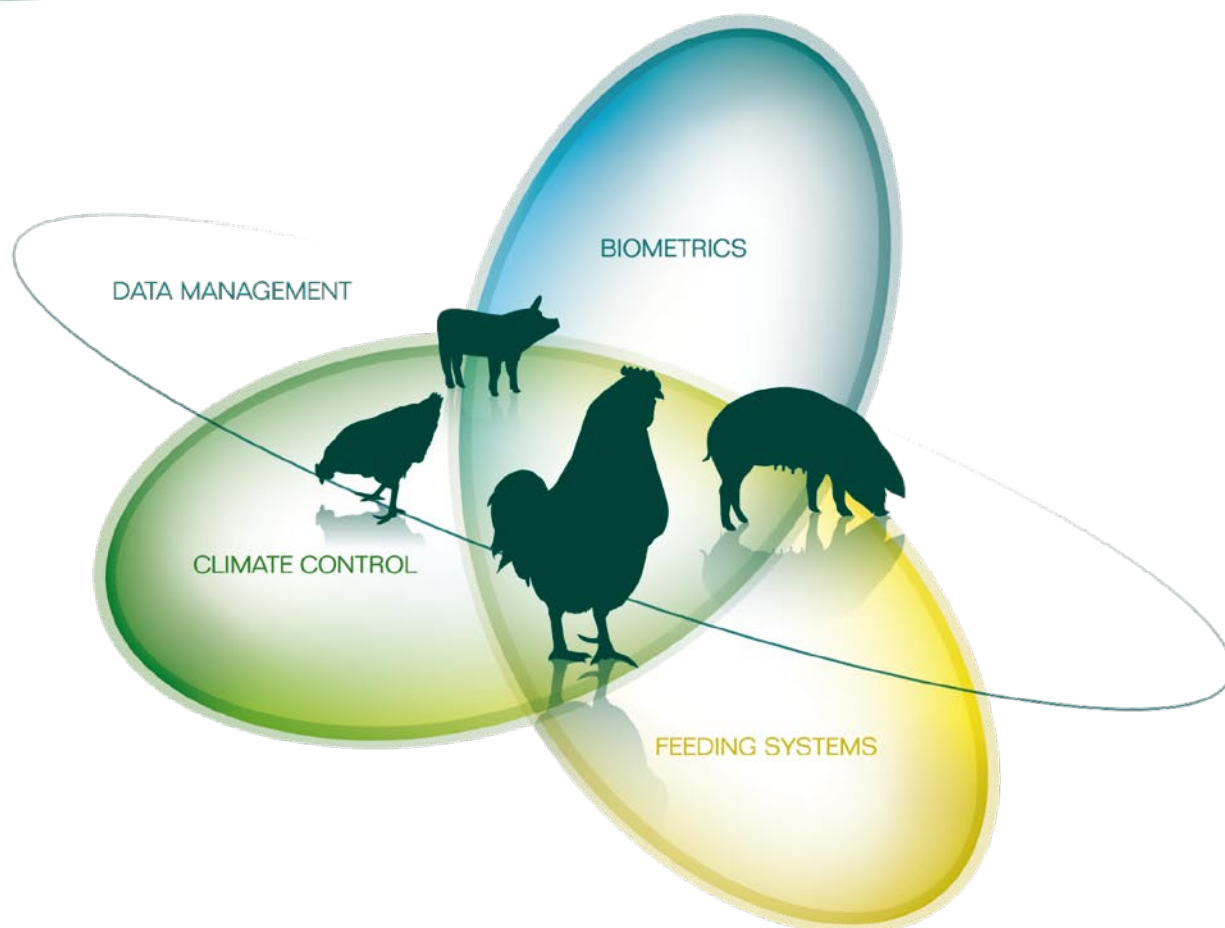 BIOMETRICS
DATA MANAGEMENT
CLIMATE CONTROL
FEEDING SYSTEMS